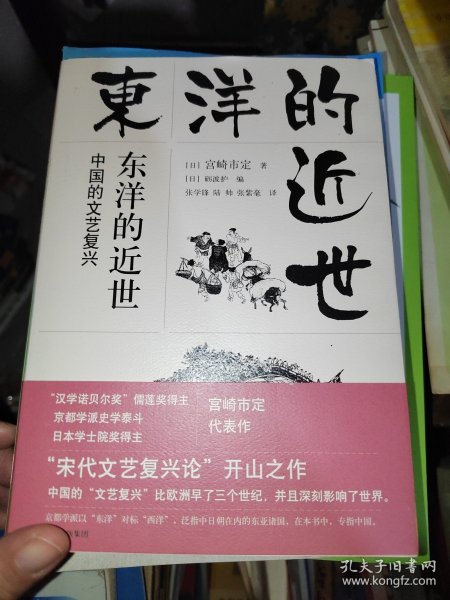 東洋的
近世
东洋的近世
中国的文艺复兴
［日］宫崎市定 著
［日］砺波护 编
张学锋 陆帅 张紫毫 译
“汉学诺贝尔奖”儒莲奖得主
京都学派史学泰斗
日本学士院奖得主
宫崎市定
代表作
“宋代文艺复兴论”开山之作
中国的“文艺复兴”比欧洲早了三个世纪，并且深刻影响了世界。
京都学派以“东洋”对标“西洋”，泛指中日朝在内的东亚诸国，在本书中，专指中国。
集团
孔夫子旧书网
www.kongfz.com